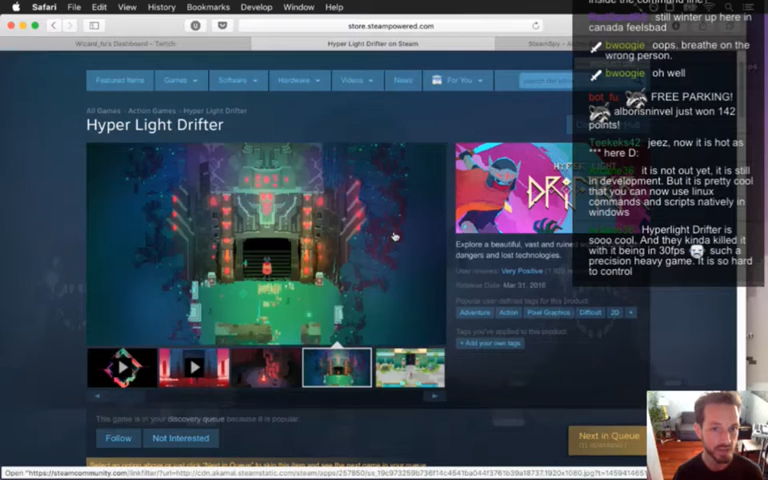 Safari File Edit View History Bookmarks Develop Window Help
inside the command line?
still winter up here in
canada feelsbad
bwoogie oops. breathe on the
wrong person.
bwoogie oh well
bot_fu FREE PARKING!
alborisninvel just won 142
points!
Teekeks42 jeez, now it is hot as
*** here D:
it is not out yet, it is still
in development. But it is pretty cool
that you can now use linux
commands and scripts natively in
windows
Hyperlight Drifter is
sooo cool. And they kinda killed it
with it being in 30fps such a
precision heavy game. It is so hard
to control
store.steampowered.com
Wizard_fu's Dashboard - Twitch
Hyper Light Drifter on Steam
Featured Items Games Software Hardware Videos News For You
All Games > Action Games > Hyper Light Drifter
Hyper Light Drifter
Explore a beautiful, vast and ruined
dangers and lost technologies.
User reviews: Very Positive
Release Date: Mar 31, 2016
Popular user-defined tags for this product:
Adventure Action Pixel Graphics Difficult 2D +
Tags you've applied to this product:
+ Add your own tags
This game is in your discovery queue because it is popular.
Follow Not Interested
Next in Queue